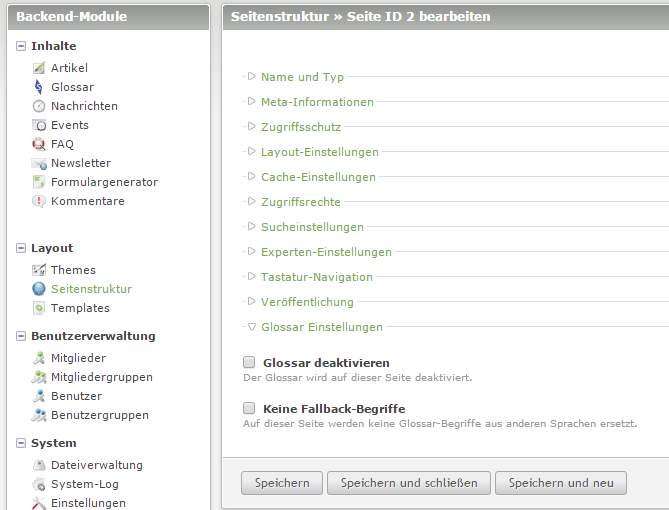 Backend-Module
Inhalte
Artikel
Glossar
Nachrichten
Events
FAQ
Newsletter
Formulargenerator
Kommentare
Layout
Themes
Seitenstruktur
Templates
Benutzerverwaltung
Mitglieder
Mitgliedergruppen
Benutzer
Benutzergruppen
System
Dateiverwaltung
System-Log
Einstellungen
Seitenstruktur » Seite ID 2 bearbeiten
Name und Typ
Meta-Informationen
Zugriffsschutz
Layout-Einstellungen
Cache-Einstellungen
Zugriffsrechte
Sucheinstellungen
Experten-Einstellungen
Tastatur-Navigation
Veröffentlichung
Glossar Einstellungen
Glossar deaktivieren
Der Glossar wird auf dieser Seite deaktiviert.
Keine Fallback-Begriffe
Auf dieser Seite werden keine Glossar-Begriffe aus anderen Sprachen ersetzt.
Speichern Speichern und schließen Speichern und neu